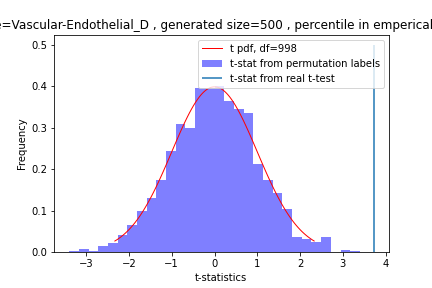 =Vascular-Endothelial_D , generated size=500 , percentile in emperical
0.5
0.4
0.3
0.2
0.1
0.0
Frequency
t pdf, df=998
t-stat from permutation labels
t-stat from real t-test
−3
−2
−1
0
1
2
3
4
t-statistics